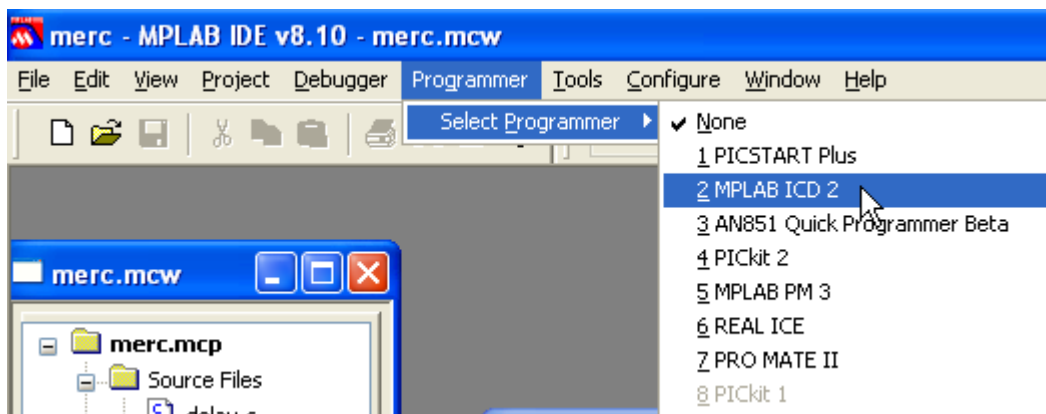 merc - MPLAB IDE v8.10 - merc.mcw
File Edit View Project Debugger Programmer Tools Configure Window Help
Select Programmer
None
1 PICSTART Plus
2 MPLAB ICD 2
3 AN851 Quick Programmer Beta
4 PICkit 2
5 MPLAB PM 3
6 REAL ICE
7 PRO MATE II
8 PICkit 1
merc.mcw
merc.mcp
Source Files